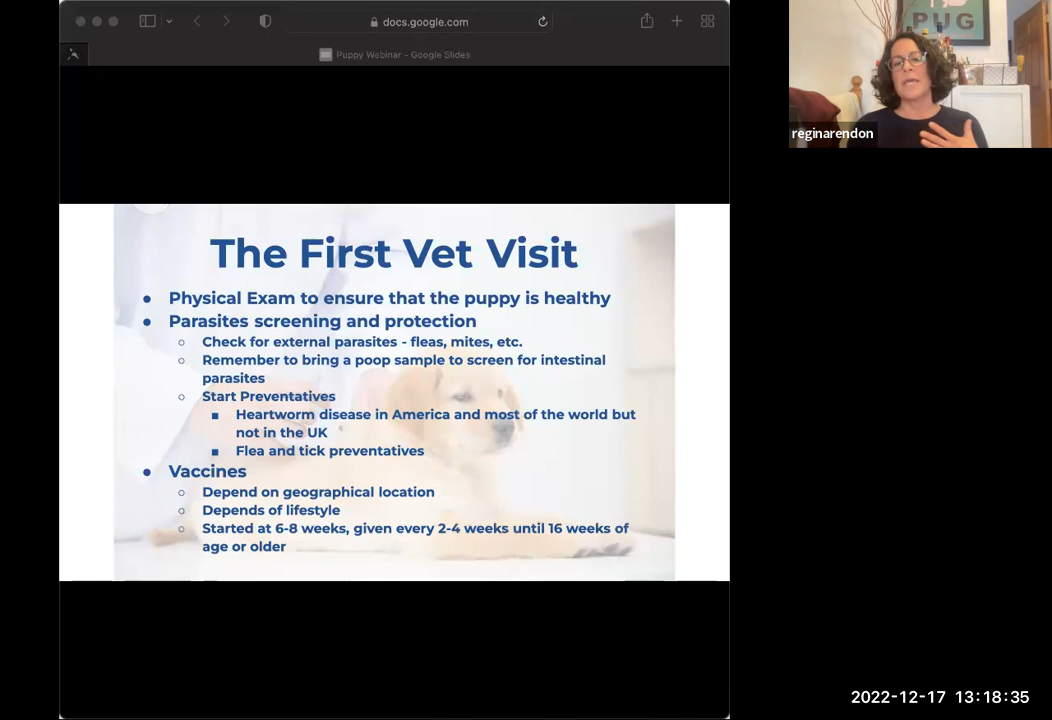 docs.google.com
Puppy Webinar - Google Slides
PUG
reginarendon
The First Vet Visit
● Physical Exam to ensure that the puppy is healthy
● Parasites screening and protection
○ Check for external parasites - fleas, mites, etc.
○ Remember to bring a poop sample to screen for intestinal
parasites
○ Start Preventatives
■ Heartworm disease in America and most of the world but
not in the UK
■ Flea and tick preventatives
● Vaccines
○ Depend on geographical location
○ Depends of lifestyle
○ Started at 6-8 weeks, given every 2-4 weeks until 16 weeks of
age or older
2022-12-17 13:18:35